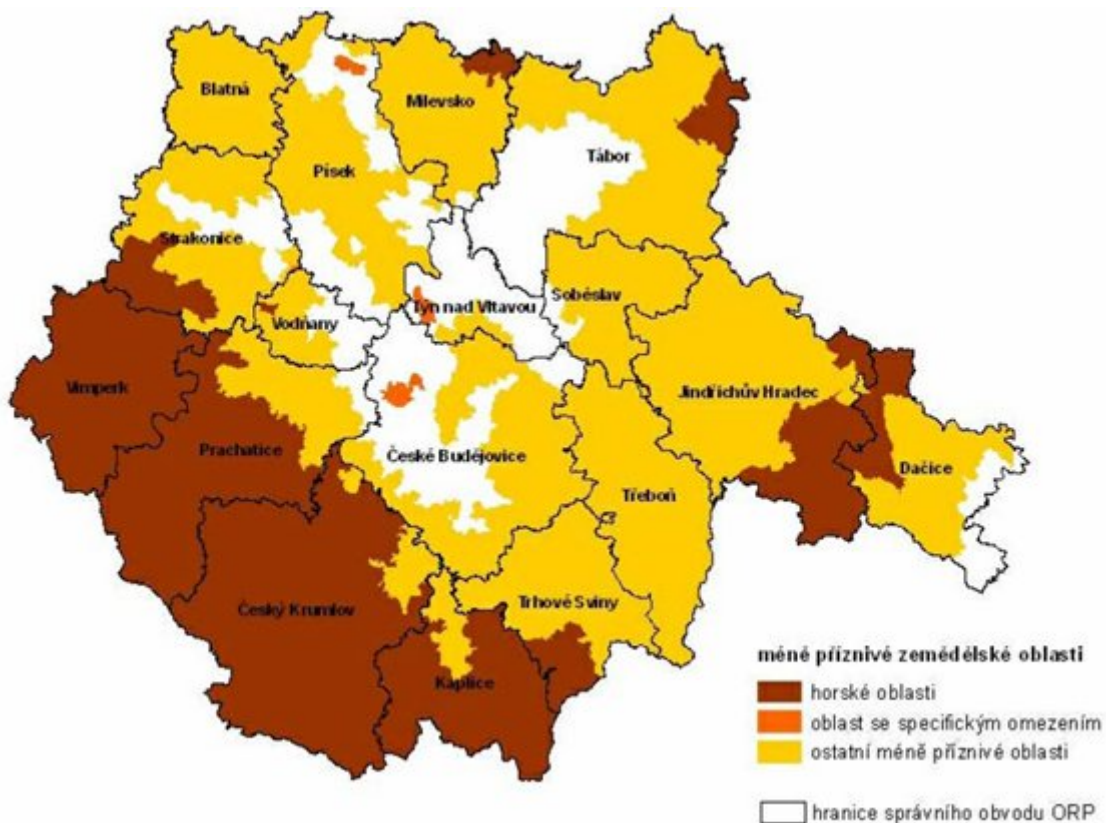 Blatná
Milevsko
Tábor
Písek
Strakonice
Týn nad Vltavou
Soběslav
Vodňany
Vimperk
Jindřichův Hradec
Prachatice
České Budějovice
Dačice
Třeboň
Český Krumlov
Trhové Sviny
Kaplice
méně příznivé zemědělské oblasti
horské oblasti
oblast se specifickým omezením
ostatní méně příznivé oblasti
hranice správního obvodu ORP